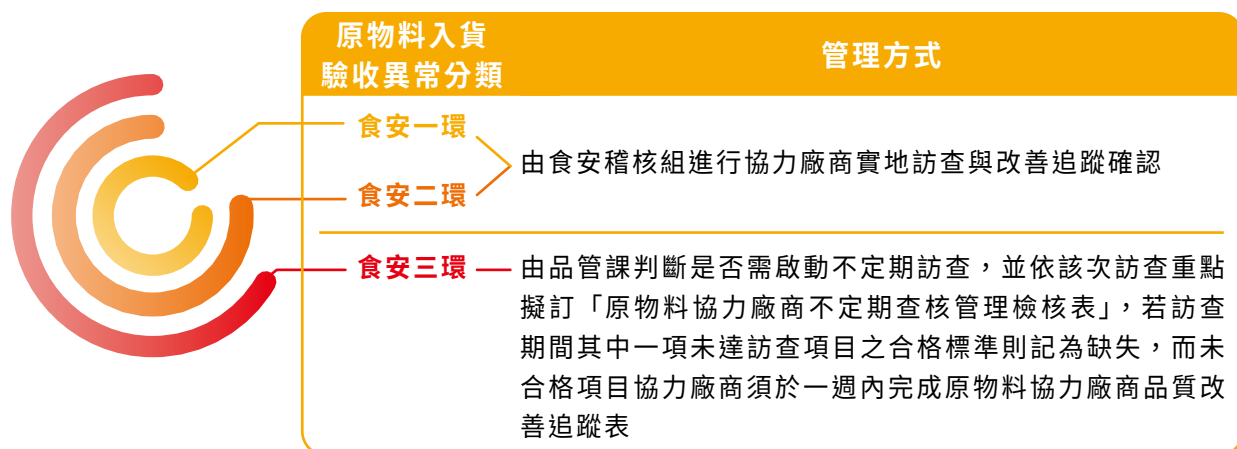 原物料入貨
驗收異常分類
管理方式
食安一環
食安二環
由食安稽核組進行協力廠商實地訪查與改善追蹤確認
食安三環
由品管課判斷是否需啟動不定期訪查，並依該次訪查重點
擬訂「原物料協力廠商不定期查核管理檢核表」，若訪查
期間其中一項未達訪查項目之合格標準則記為缺失，而未
合格項目協力廠商須於一週內完成原物料協力廠商品質改
善追蹤表